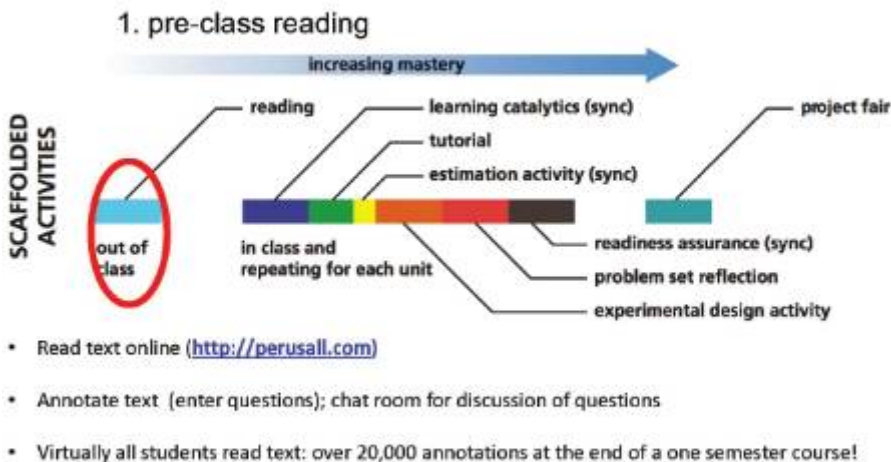 1. pre-class reading
increasing mastery
SCAFFOLDED
ACTIVITIES
reading
learning catalytics (sync)
project fair
tutorial
estimation activity (sync)
out of
class
in class and
repeating for each unit
readiness assurance (sync)
problem set reflection
experimental design activity
• Read text online (http://perusall.com)
• Annotate text (enter questions); chat room for discussion of questions
• Virtually all students read text: over 20,000 annotations at the end of a one semester course!